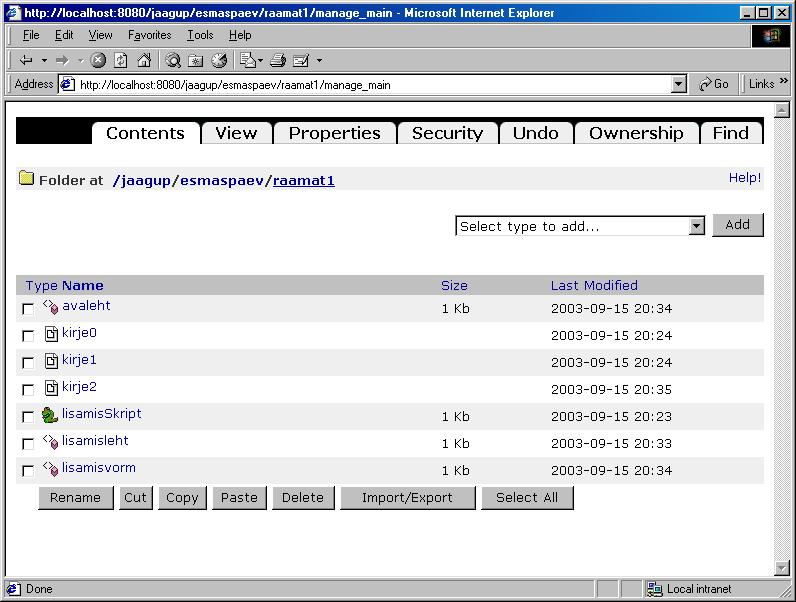 http://localhost:8080/jaagup/esmaspaev/raamat1/manage_main - Microsoft Internet Explorer
File Edit View Favorites Tools Help
Address http://localhost:8080/jaagup/esmaspaev/raamat1/manage_main Go Links »
Contents View Properties Security Undo Ownership Find
Folder at /jaagup/esmaspaev/raamat1 Help!
Select type to add... Add
Type Name Size Last Modified
avaleht 1 Kb 2003-09-15 20:34
kirje0 2003-09-15 20:24
kirje1 2003-09-15 20:24
kirje2 2003-09-15 20:35
lisamisSkript 1 Kb 2003-09-15 20:23
lisamisleht 1 Kb 2003-09-15 20:33
lisamisvorm 1 Kb 2003-09-15 20:34
Rename Cut Copy Paste Delete Import/Export Select All
Done Local intranet